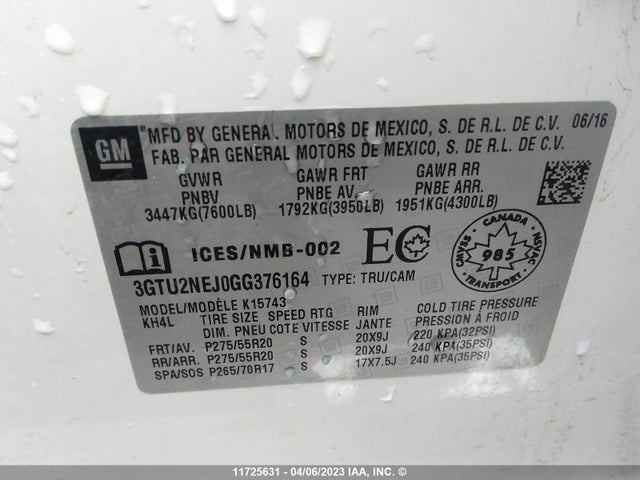 GM MFD BY GENERAL MOTORS DE MEXICO, S. DE R.L. DE C.V. 06/16
FAB. PAR GENERAL MOTORS DE MEXICO, S. DE R.L. DE C.V.
GVWR GAWR FRT GAWR RR
PNBV PNBE AV. PNBE ARR.
3447KG(7600LB) 1792KG(3950LB) 1951KG(4300LB)
ICES/NMB-002 EC
CANADA
CMVSS NSVAC
985
TRANSPORT
3GTU2NEJ0GG376164 TYPE: TRU/CAM
MODEL/MODÈLE K15743
KH4L TIRE SIZE SPEED RTG RIM COLD TIRE PRESSURE
DIM. PNEU COTE VITESSE JANTE PRESSION À FROID
FRT/AV. P275/55R20 S 20X9J 220 KPA(32PSI)
RR/ARR. P275/55R20 S 20X9J 240 KPA(35PSI)
SPA/SOS P265/70R17 S 17X7.5J 240 KPA(35PSI)
11725631 - 04/06/2023 IAA, Inc. ©